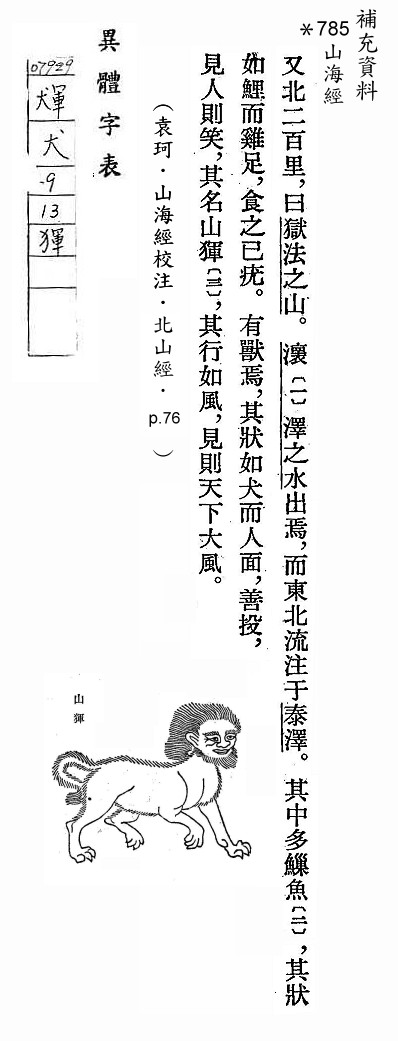 補充資料
＊785
山海經
又北二百里，曰獄法之山。瀤〔一〕澤之水出焉，而東北流注于泰澤。其中多䲃魚〔二〕，其狀
如鯉而雞足，食之已疣。有獸焉，其狀如犬而人面，善投，
見人則笑，其名山𤟤〔三〕，其行如風，見則天下大風。
（袁珂．山海經校注．北山經．p.76）
異體字表
07929
𤟤
犬
-9
13
㹆
山𤟤